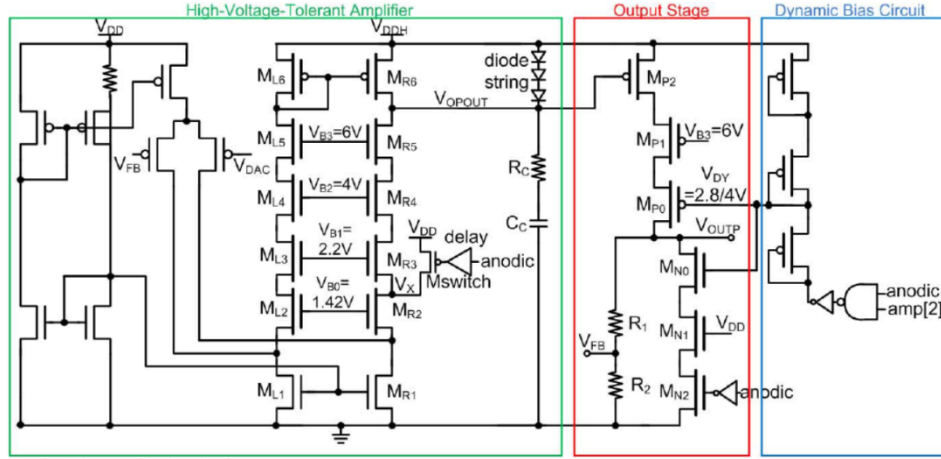 High-Voltage-Tolerant Amplifier
Output Stage
Dynamic Bias Circuit
VDD
VDDH
diode
string
ML6
MR6
MP2
VOPOUT
ML5
VB3=6V
MR5
MP1
VB3=6V
VFB
VDAC
RC
ML4
VB2=4V
MR4
VDY
MP0
=2.8/4V
CC
VOUTP
VB1=
2.2V
VDD
delay
anodic
ML3
MR3
Mswitch
MN0
VB0=
1.42V
VX
ML2
MR2
anodic
amp[2]
R1
VFB
MN1
VDD
R2
ML1
MR1
MN2
anodic